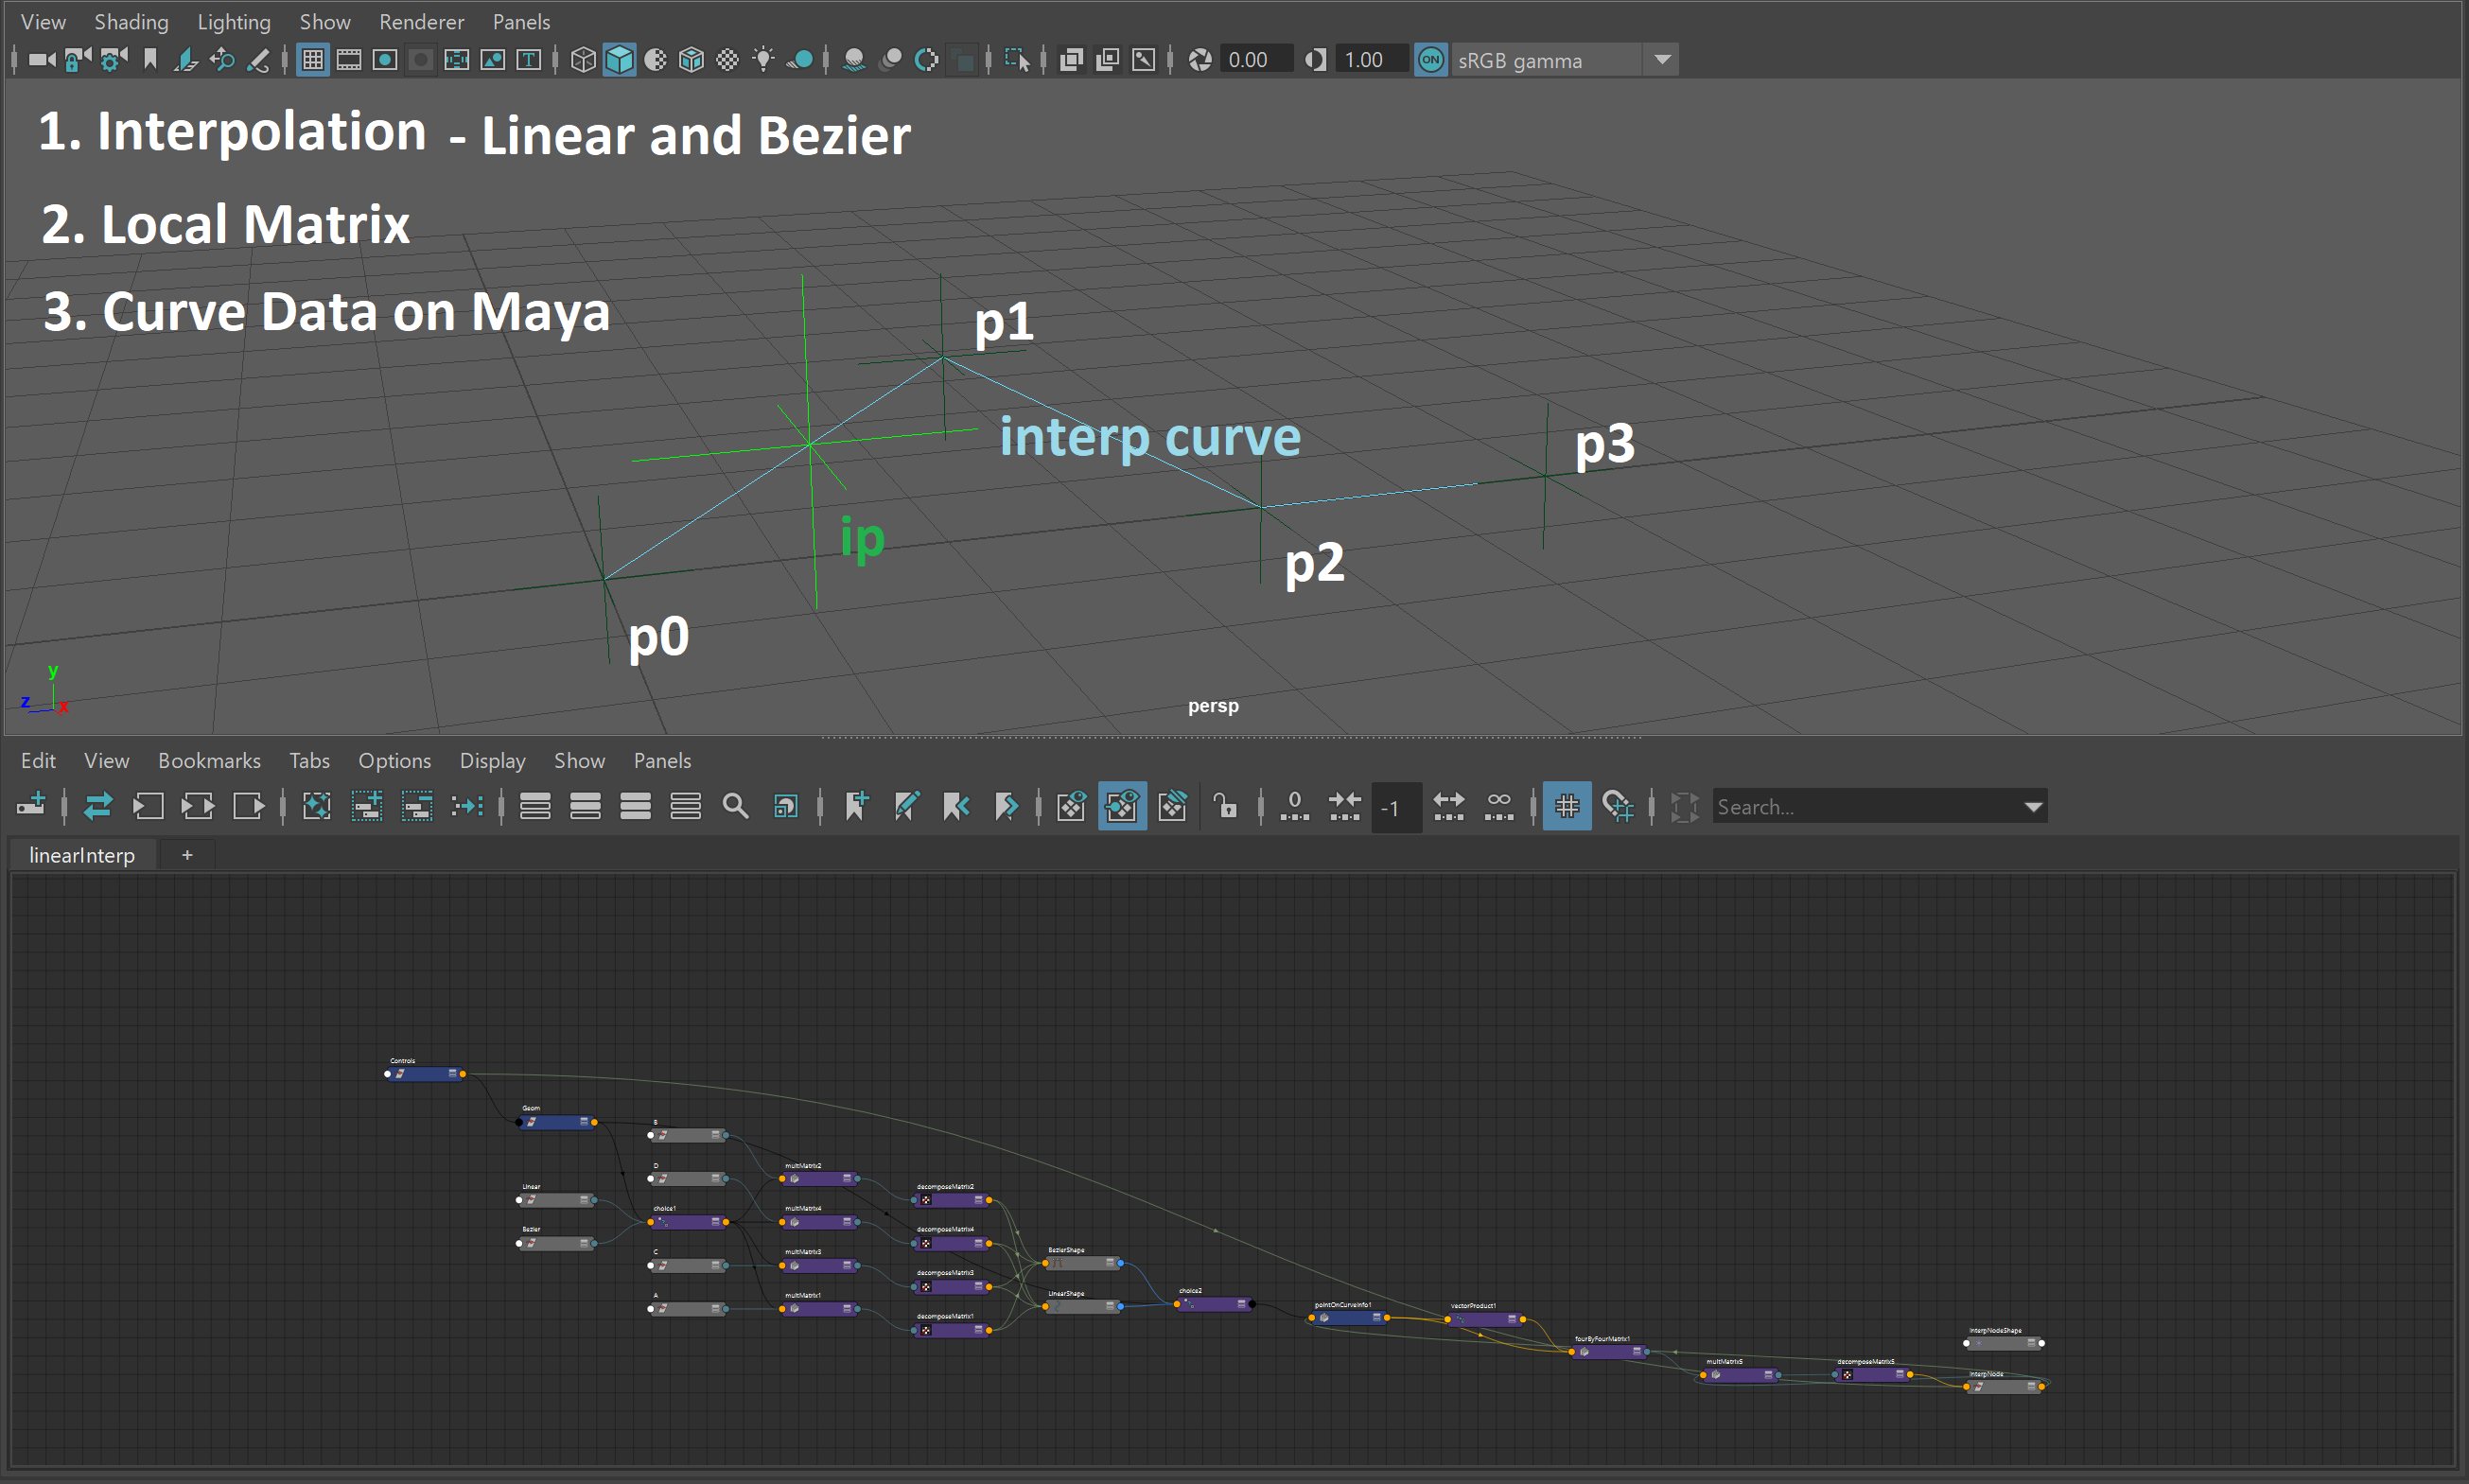 View Shading Lighting Show Renderer Panels
0.00 1.00 ON sRGB gamma
1. Interpolation - Linear and Bezier
2. Local Matrix
3. Curve Data on Maya
p1
interp curve
p3
ip
p2
p0
y
z x
persp
Edit View Bookmarks Tabs Options Display Show Panels
0 -1 ∞ Search...
linearInterp +
Controls
Geom
B
D
multMatrix2
Linear
decomposeMatrix2
choice1
multMatrix4
Bezier
decomposeMatrix4
C
multMatrix3
BezierShape
decomposeMatrix3
A
multMatrix1
LinearShape
choice2
decomposeMatrix1
pointOnCurveInfo1
vectorProduct1
fourByFourMatrix1
InterpNodeShape
multMatrix5
decomposeMatrix5
InterpNode